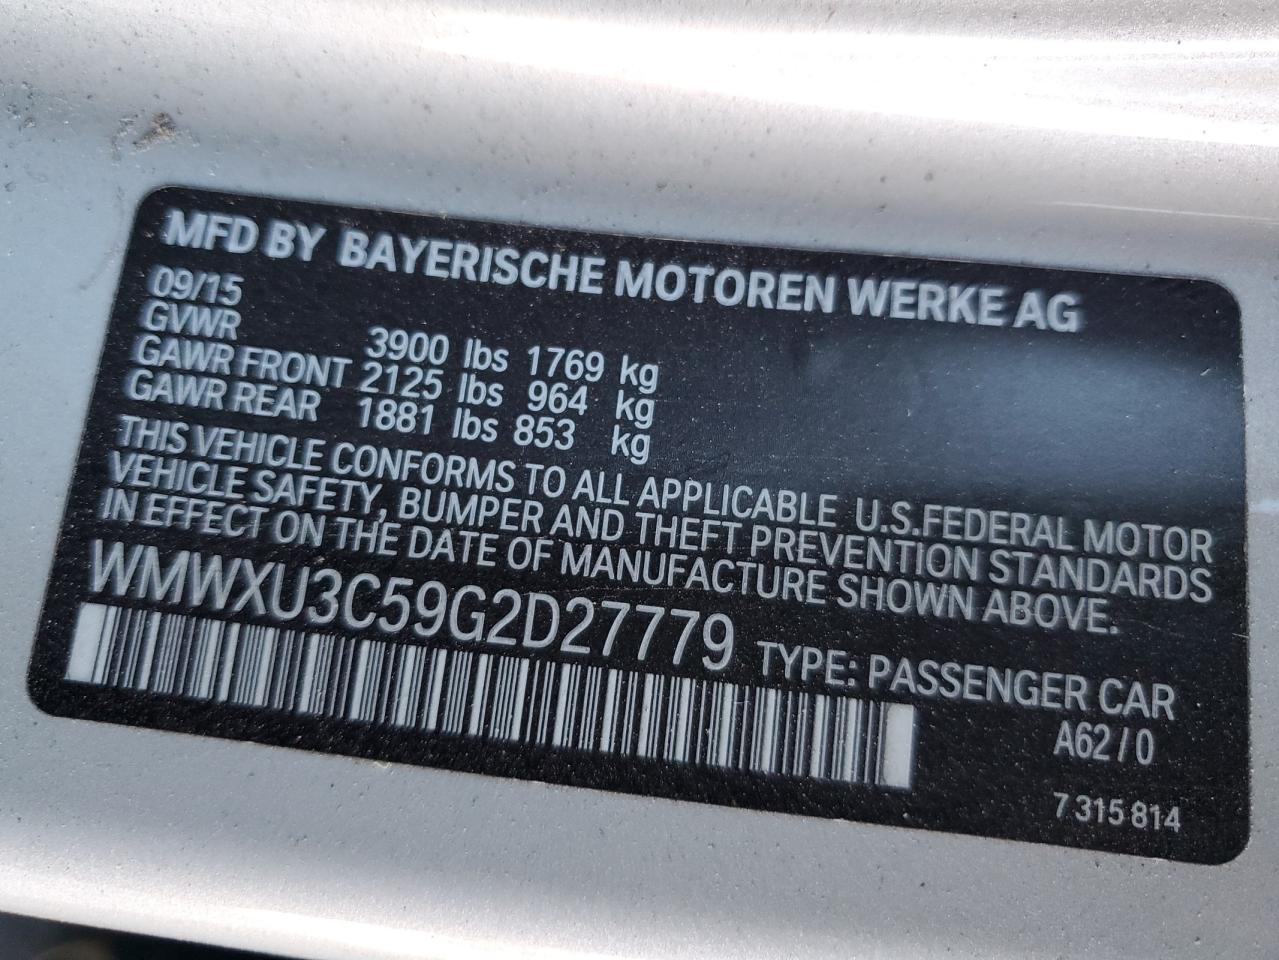 MFD BY BAYERISCHE MOTOREN WERKE AG
09/15
GVWR 3900 lbs 1769 kg
GAWR FRONT 2125 lbs 964 kg
GAWR REAR 1881 lbs 853 kg
THIS VEHICLE CONFORMS TO ALL APPLICABLE U.S.FEDERAL MOTOR
VEHICLE SAFETY, BUMPER AND THEFT PREVENTION STANDARDS
IN EFFECT ON THE DATE OF MANUFACTURE SHOWN ABOVE.
WMWXU3C59G2D27779 TYPE: PASSENGER CAR
A62/0
7 315 814